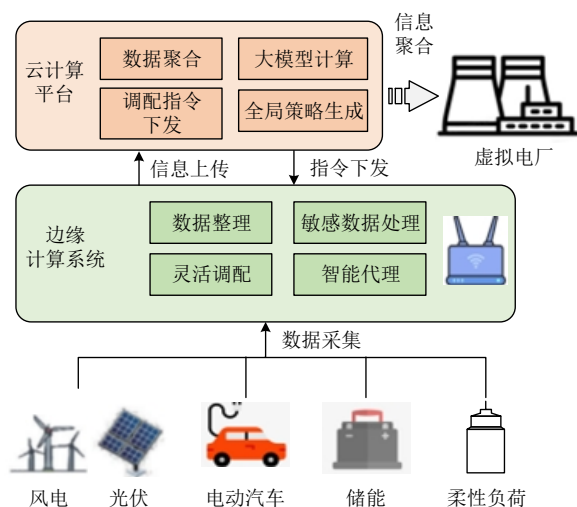 信息
聚合
云计算
平台
数据聚合
大模型计算
调配指令
下发
全局策略生成
虚拟电厂
信息上传
指令下发
边缘
计算系统
数据整理
敏感数据处理
灵活调配
智能代理
数据采集
风电
光伏
电动汽车
储能
柔性负荷